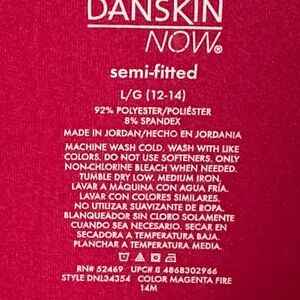 DANSKIN
NOW®
semi-fitted
L/G (12-14)
92% POLYESTER/POLIÉSTER
8% SPANDEX
MADE IN JORDAN/HECHO EN JORDANIA
MACHINE WASH COLD. WASH WITH LIKE
COLORS. DO NOT USE SOFTENERS. ONLY
NON-CHLORINE BLEACH WHEN NEEDED.
TUMBLE DRY LOW. MEDIUM IRON.
LAVAR A MÁQUINA CON AGUA FRÍA.
LAVAR CON COLORES SIMILARES.
NO UTILIZAR SUAVIZANTE DE ROPA.
BLANQUEADOR SIN CLORO SOLAMENTE
CUANDO SEA NECESARIO. SECAR EN
SECADORA A TEMPERATURA BAJA.
PLANCHAR A TEMPERATURA MEDIA.
RN# 52469 UPC# 8 4868302966
STYLE DNL34354 COLOR MAGENTA FIRE
14M